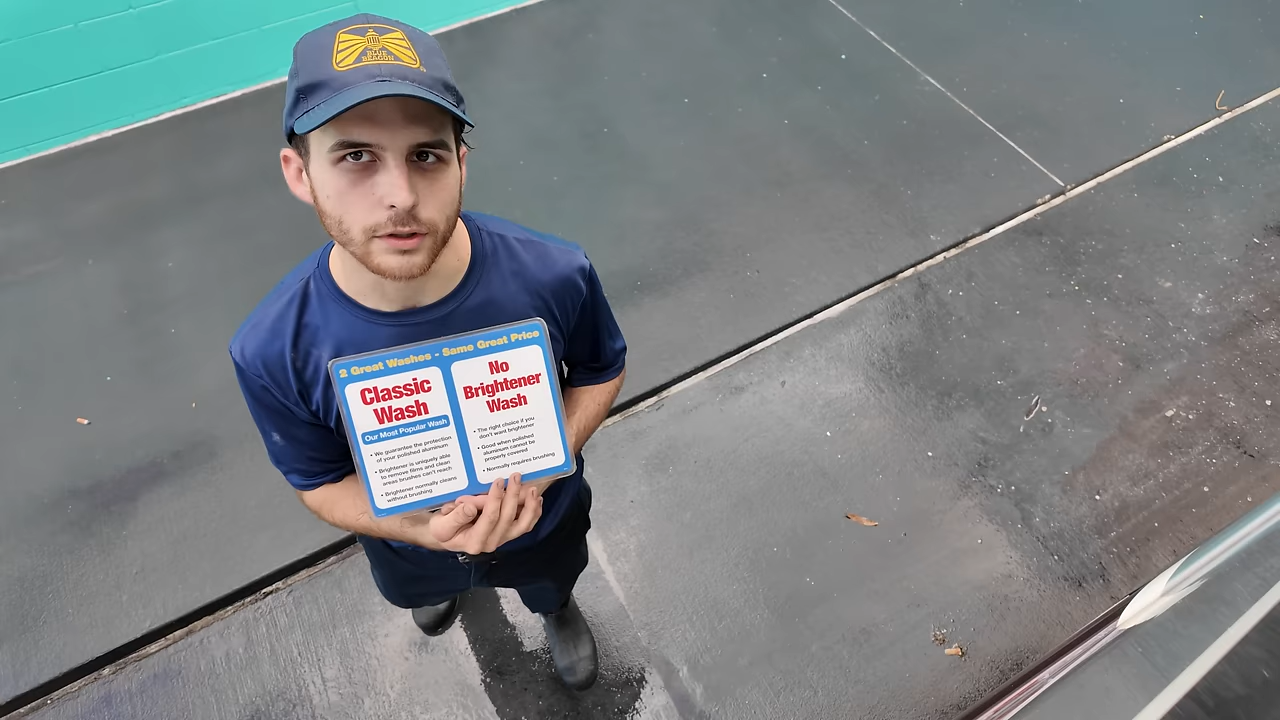 BLUE
BEACON
2 Great Washes - Same Great Price
Classic
Wash
Our Most Popular Wash
• We guarantee the protection
of your polished aluminum
• Brightener is uniquely able
to remove films and clean
areas brushes can't reach
• Brightener normally cleans
without brushing
No
Brightener
Wash
• The right choice if you
don't want brightener
• Good when polished
aluminum cannot be
properly covered
• Normally requires brushing